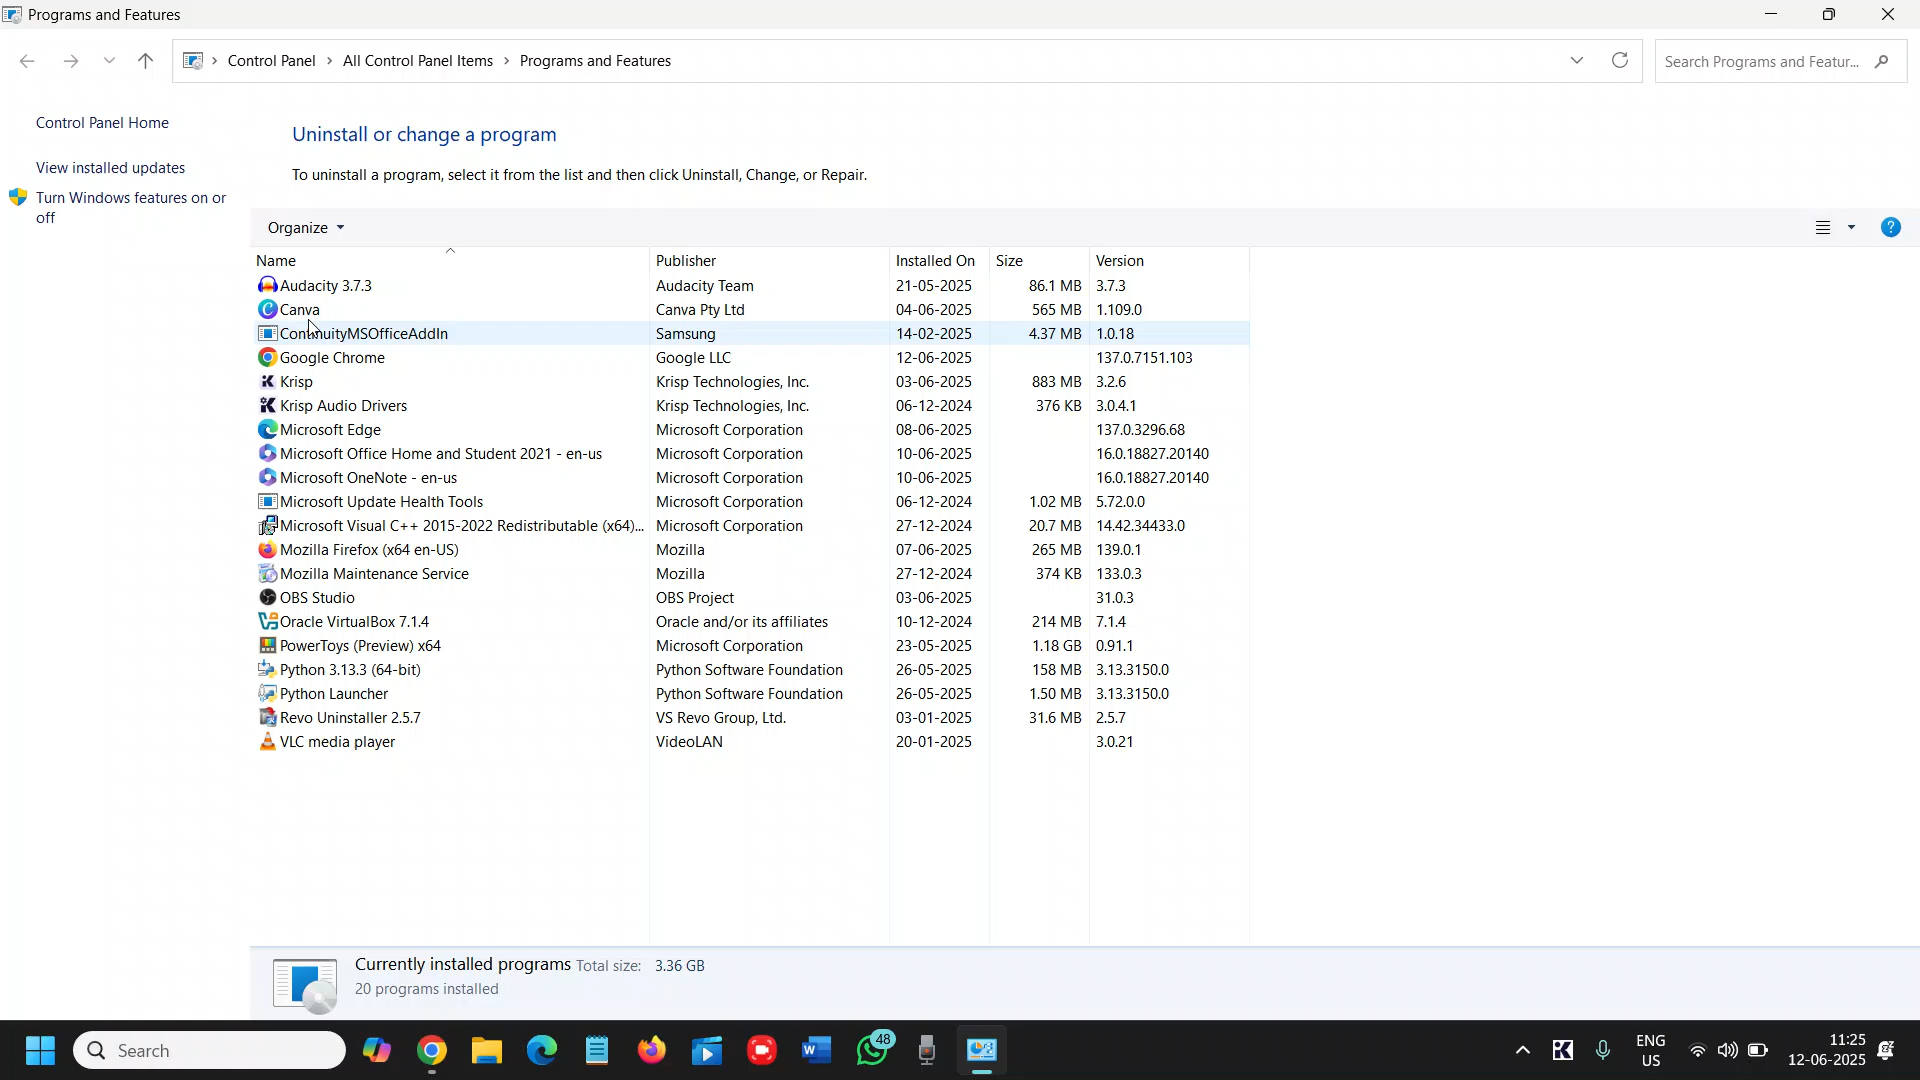 Programs and Features
Control Panel > All Control Panel Items > Programs and Features
Search Programs and Featur...
Control Panel Home
View installed updates
Turn Windows features on or
off
Uninstall or change a program
To uninstall a program, select it from the list and then click Uninstall, Change, or Repair.
Organize
Name Publisher Installed On Size Version
Audacity 3.7.3 Audacity Team 21-05-2025 86.1 MB 3.7.3
Canva Canva Pty Ltd 04-06-2025 565 MB 1.109.0
ContinuityMSOfficeAddIn Samsung 14-02-2025 4.37 MB 1.0.18
Google Chrome Google LLC 12-06-2025 137.0.7151.103
Krisp Krisp Technologies, Inc. 03-06-2025 883 MB 3.2.6
Krisp Audio Drivers Krisp Technologies, Inc. 06-12-2024 376 KB 3.0.4.1
Microsoft Edge Microsoft Corporation 08-06-2025 137.0.3296.68
Microsoft Office Home and Student 2021 - en-us Microsoft Corporation 10-06-2025 16.0.18827.20140
Microsoft OneNote - en-us Microsoft Corporation 10-06-2025 16.0.18827.20140
Microsoft Update Health Tools Microsoft Corporation 06-12-2024 1.02 MB 5.72.0.0
Microsoft Visual C++ 2015-2022 Redistributable (x64)... Microsoft Corporation 27-12-2024 20.7 MB 14.42.34433.0
Mozilla Firefox (x64 en-US) Mozilla 07-06-2025 265 MB 139.0.1
Mozilla Maintenance Service Mozilla 27-12-2024 374 KB 133.0.3
OBS Studio OBS Project 03-06-2025 31.0.3
Oracle VirtualBox 7.1.4 Oracle and/or its affiliates 10-12-2024 214 MB 7.1.4
PowerToys (Preview) x64 Microsoft Corporation 23-05-2025 1.18 GB 0.91.1
Python 3.13.3 (64-bit) Python Software Foundation 26-05-2025 158 MB 3.13.3150.0
Python Launcher Python Software Foundation 26-05-2025 1.50 MB 3.13.3150.0
Revo Uninstaller 2.5.7 VS Revo Group, Ltd. 03-01-2025 31.6 MB 2.5.7
VLC media player VideoLAN 20-01-2025 3.0.21
Currently installed programs Total size: 3.36 GB
20 programs installed
Search
48
ENG
US
11:25
12-06-2025